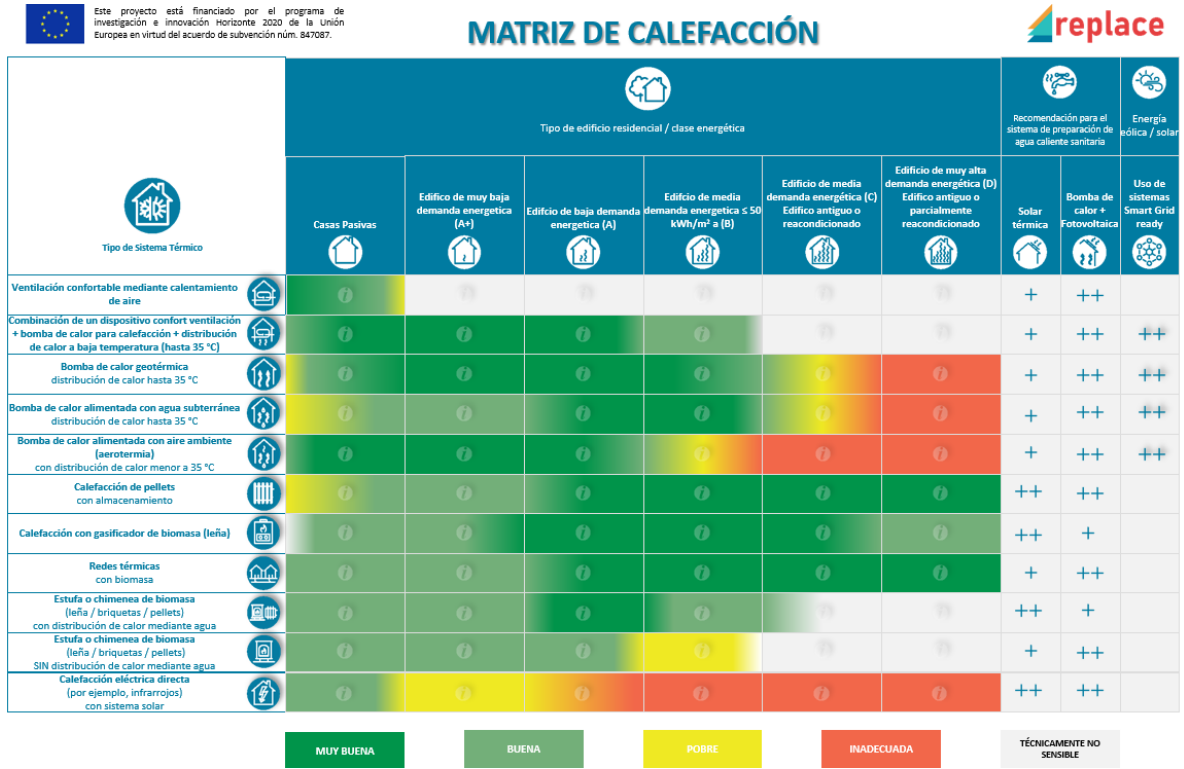 Este proyecto está financiado por el programa de
investigación e innovación Horizonte 2020 de la Unión
Europea en virtud del acuerdo de subvención núm. 847087.
MATRIZ DE CALEFACCIÓN
replace
Tipo de edificio residencial / clase energética
Recomendación para el
sistema de preparación de
agua caliente sanitaria
Energía
eólica / solar
Tipo de Sistema Térmico
Casas Pasivas
Edifico de muy baja
demanda energetica
(A+)
Edifcio de baja demanda
energetica (A)
Edifcio de media
demanda energetica ≤ 50
kWh/m² a (B)
Edificio de media
demanda energética (C)
Edifico antiguo o
reacondicionado
Edificio de muy alta
demanda energética (D)
Edifico antiguo o
parcialmente
reacondicionado
Solar
térmica
Bomba de
calor +
Fotovoltaica
Uso de
sistemas
Smart Grid
ready
Ventilación confortable mediante calentamiento
de aire
+ ++
Combinación de un dispositivo confort ventilación
+ bomba de calor para calefacción + distribución
de calor a baja temperatura (hasta 35 °C)
+ ++ ++
Bomba de calor geotérmica
distribución de calor hasta 35 °C
+ ++ ++
Bomba de calor alimentada con agua subterránea
distribución de calor hasta 35 °C
+ ++ ++
Bomba de calor alimentada con aire ambiente
(aerotermia)
con distribución de calor menor a 35 °C
+ ++ ++
Calefacción de pellets
con almacenamiento
++ ++
Calefacción con gasificador de biomasa (leña)
++ +
Redes térmicas
con biomasa
+ ++
Estufa o chimenea de biomasa
(leña / briquetas / pellets)
con distribución de calor mediante agua
++ +
Estufa o chimenea de biomasa
(leña / briquetas / pellets)
SIN distribución de calor mediante agua
+ ++
Calefacción eléctrica directa
(por ejemplo, infrarrojos)
con sistema solar
++ ++
MUY BUENA
BUENA
POBRE
INADECUADA
TÉCNICAMENTE NO
SENSIBLE